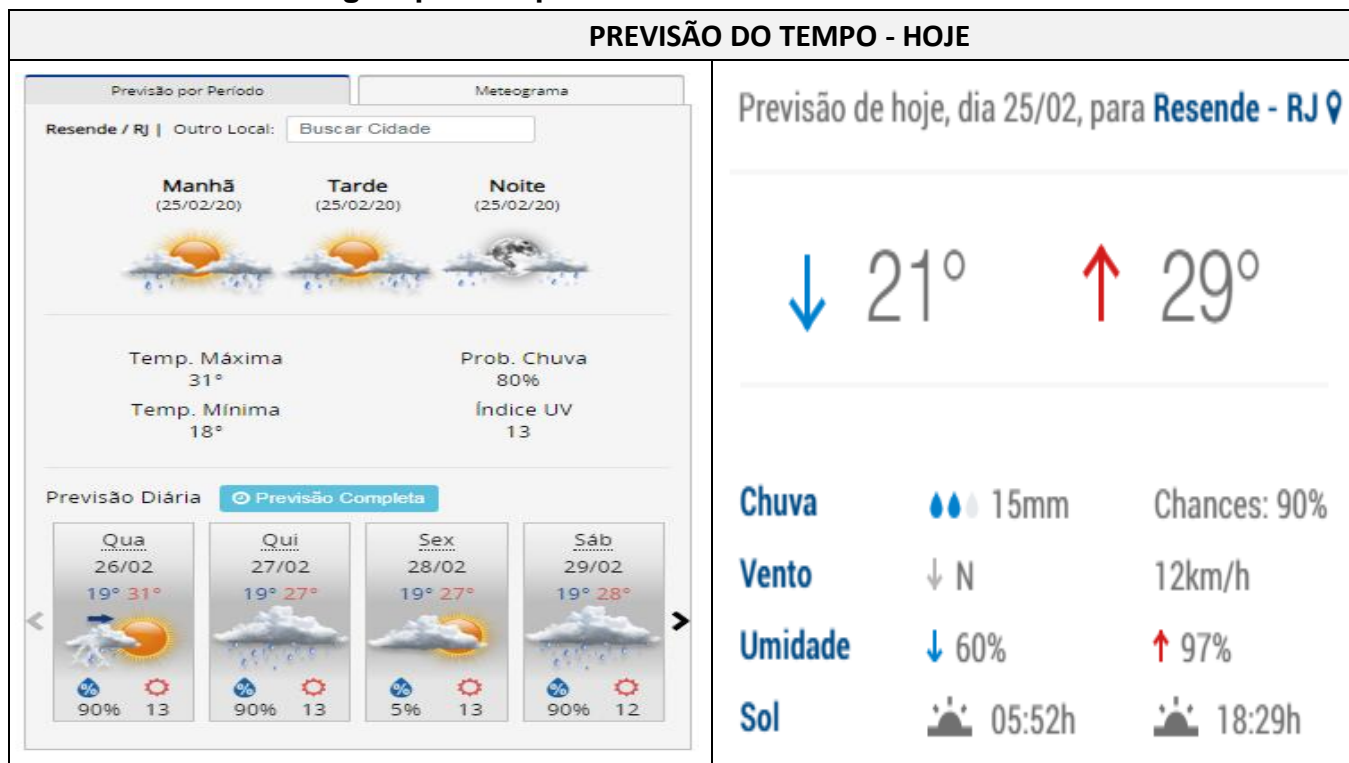 PREVISÃO DO TEMPO - HOJE
Previsão por Período Meteograma
Resende / RJ | Outro Local: Buscar Cidade
Manhã Tarde Noite
(25/02/20) (25/02/20) (25/02/20)
Temp. Máxima Prob. Chuva
31° 80%
Temp. Mínima Índice UV
18° 13
Previsão Diária Previsão Completa
Qua Qui Sex Sáb
26/02 27/02 28/02 29/02
19° 31° 19° 27° 19° 27° 19° 28°
% % % %
90% 13 90% 13 5% 13 90% 12
Previsão de hoje, dia 25/02, para Resende - RJ
↓ 21° ↑ 29°
Chuva 15mm Chances: 90%
Vento ↓ N 12km/h
Umidade ↓ 60% ↑ 97%
Sol 05:52h 18:29h